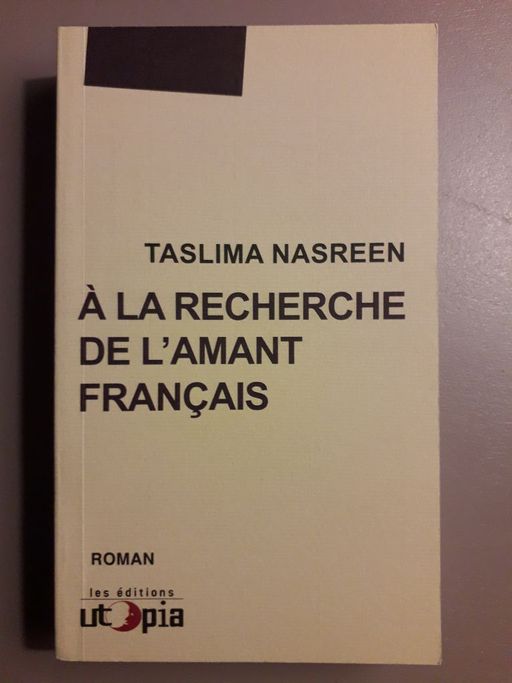 TASLIMA NASREEN
À LA RECHERCHE
DE L'AMANT
FRANÇAIS
ROMAN
les éditions
utopia